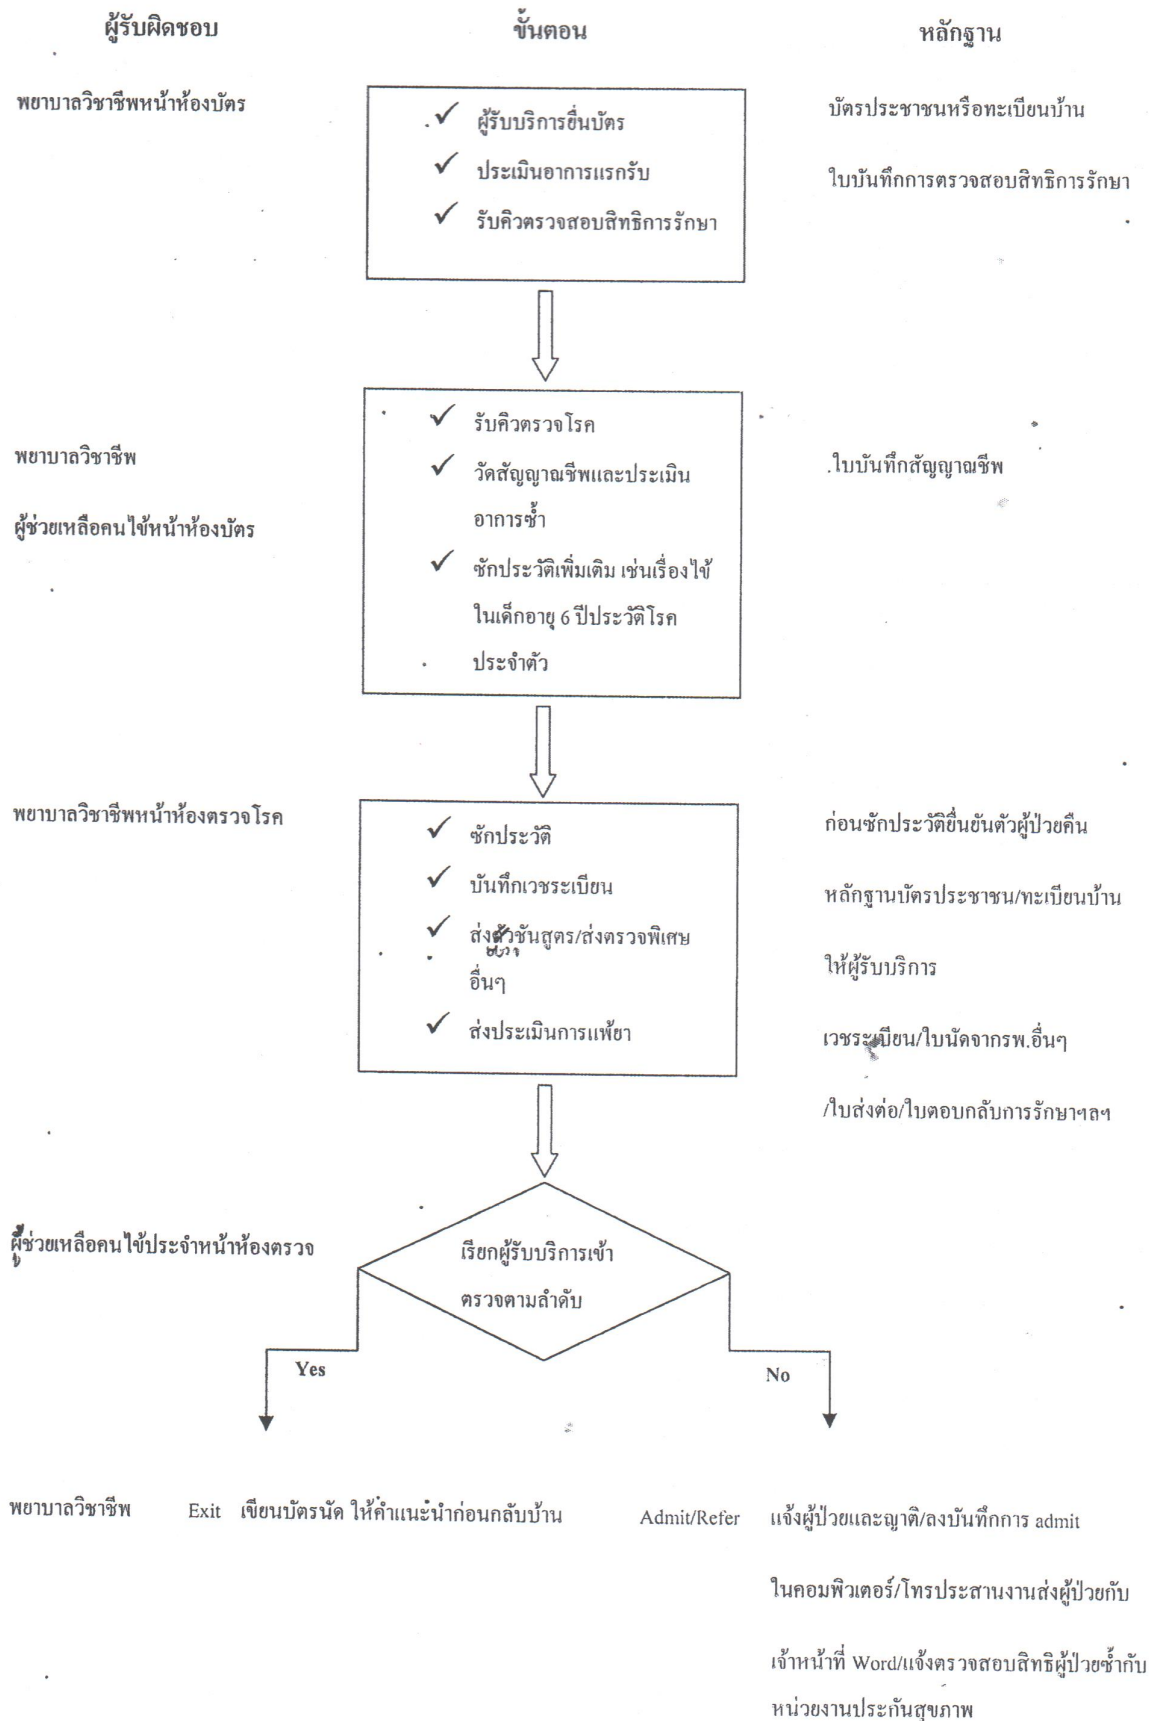 ผู้รับผิดชอบ
ขั้นตอน
หลักฐาน
พยาบาลวิชาชีพหน้าห้องบัตร
✓ ผู้รับบริการยื่นบัตร
✓ ประเมินอาการแรกรับ
✓ รับคิวตรวจสอบสิทธิการรักษา
บัตรประชาชนหรือทะเบียนบ้าน
ใบบันทึกการตรวจสอบสิทธิการรักษา
พยาบาลวิชาชีพ
ผู้ช่วยเหลือคนไข้หน้าห้องบัตร
✓ รับคิวตรวจโรค
✓ วัดสัญญาณชีพและประเมิน
อาการซ้ำ
✓ ซักประวัติเพิ่มเติม เช่นเรื่องไข้
ในเด็กอายุ 6 ปีประวัติโรค
ประจำตัว
ใบบันทึกสัญญาณชีพ
พยาบาลวิชาชีพหน้าห้องตรวจโรค
✓ ซักประวัติ
✓ บันทึกเวชระเบียน
✓ ส่งตัวชันสูตร/ส่งตรวจพิเศษ
อื่นๆ
✓ ส่งประเมินการแพ้ยา
ก่อนซักประวัติยื่นยันตัวผู้ป่วยคืน
หลักฐานบัตรประชาชน/ทะเบียนบ้าน
ให้ผู้รับบริการ
เวชระเบียน/ใบนัดจากรพ.อื่นๆ
/ใบส่งต่อ/ใบตอบกลับการรักษาฯลฯ
ผู้ช่วยเหลือคนไข้ประจำหน้าห้องตรวจ
เรียกผู้รับบริการเข้า
ตรวจตามลำดับ
Yes
No
พยาบาลวิชาชีพ
Exit เขียนบัตรนัด ให้คำแนะนำก่อนกลับบ้าน
Admit/Refer
แจ้งผู้ป่วยและญาติ/ลงบันทึกการ admit
ในคอมพิวเตอร์/โทรประสานงานส่งผู้ป่วยกับ
เจ้าหน้าที่ Word/แจ้งตรวจสอบสิทธิผู้ป่วยซ้ำกับ
หน่วยงานประกันสุขภาพ